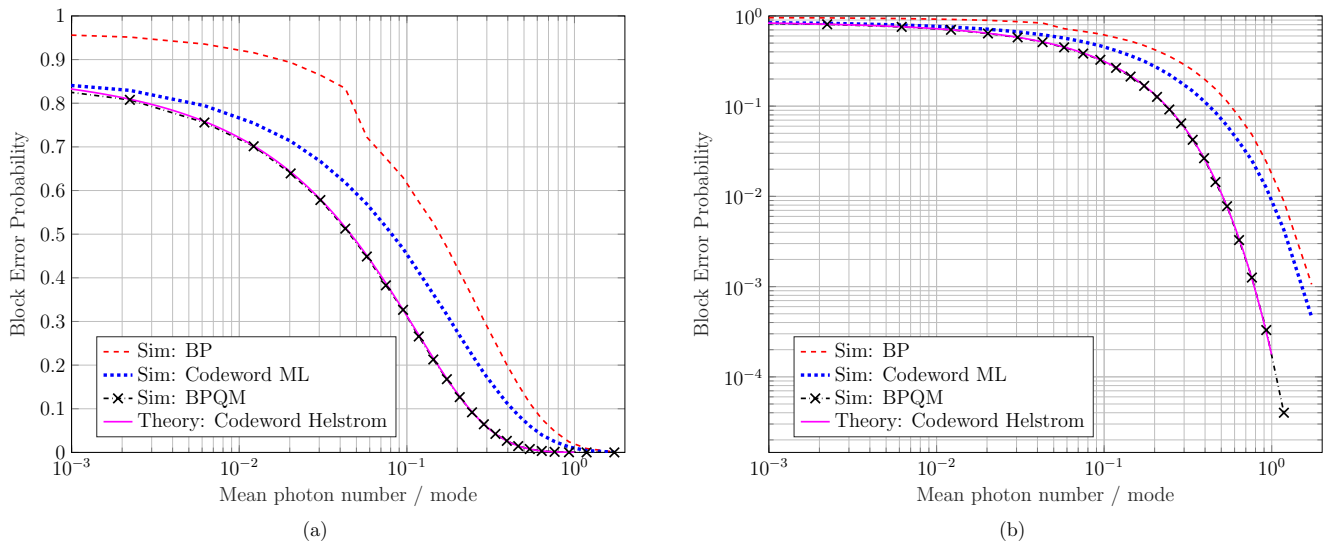 1
0.9
0.8
0.7
0.6
0.5
0.4
0.3
0.2
0.1
0
Block Error Probability
Sim: BP
Sim: Codeword ML
Sim: BPQM
Theory: Codeword Helstrom
10^{-3} 10^{-2} 10^{-1} 10^{0}
Mean photon number / mode
(a)
10^{0}
10^{-1}
10^{-2}
10^{-3}
10^{-4}
Block Error Probability
Sim: BP
Sim: Codeword ML
Sim: BPQM
Theory: Codeword Helstrom
10^{-3} 10^{-2} 10^{-1} 10^{0}
Mean photon number / mode
(b)